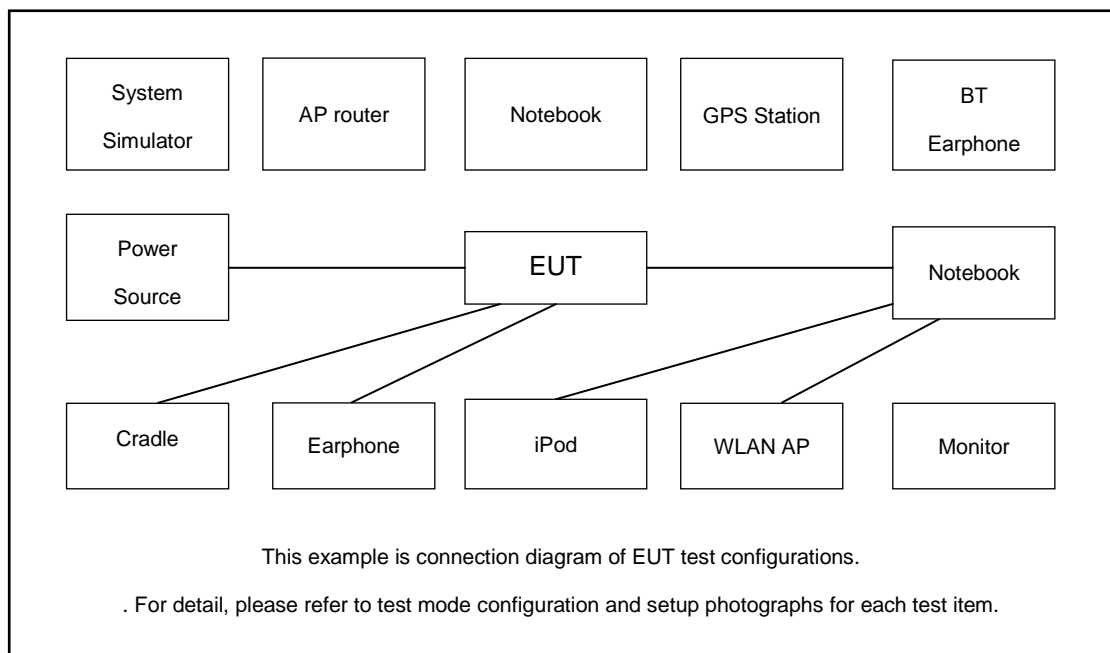 System
Simulator
AP router
Notebook
GPS Station
BT
Earphone
Power
Source
EUT
Notebook
Cradle
Earphone
iPod
WLAN AP
Monitor
This example is connection diagram of EUT test configurations.
. For detail, please refer to test mode configuration and setup photographs for each test item.